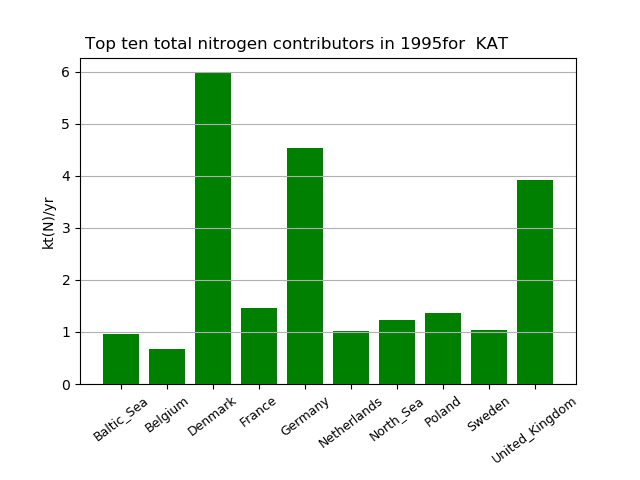 Top ten total nitrogen contributors in 1995for  KAT
6
5
4
3
2
1
0
kt(N)/yr
Baltic_Sea
Belgium
Denmark
France
Germany
Netherlands
North_Sea
Poland
Sweden
United_Kingdom